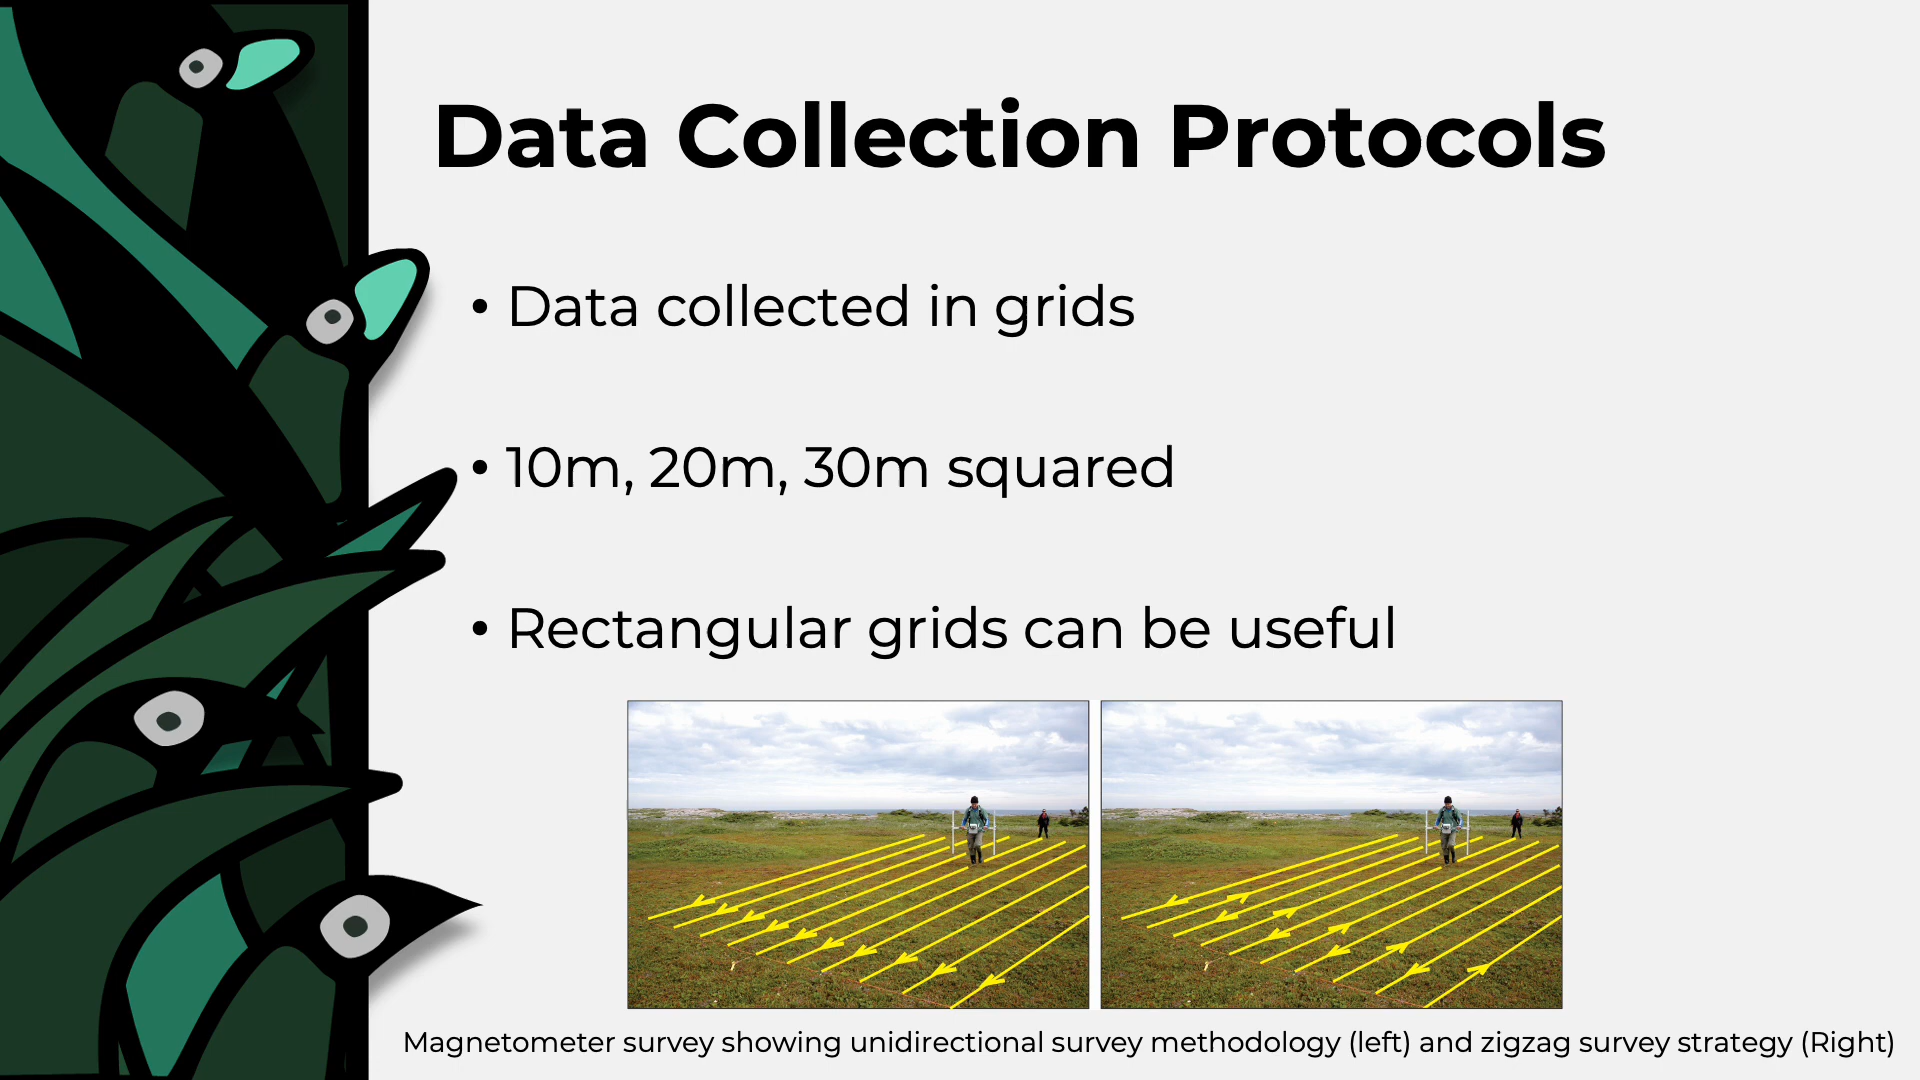 Data Collection Protocols
• Data collected in grids
• 10m, 20m, 30m squared
• Rectangular grids can be useful
Magnetometer survey showing unidirectional survey methodology (left) and zigzag survey strategy (Right)